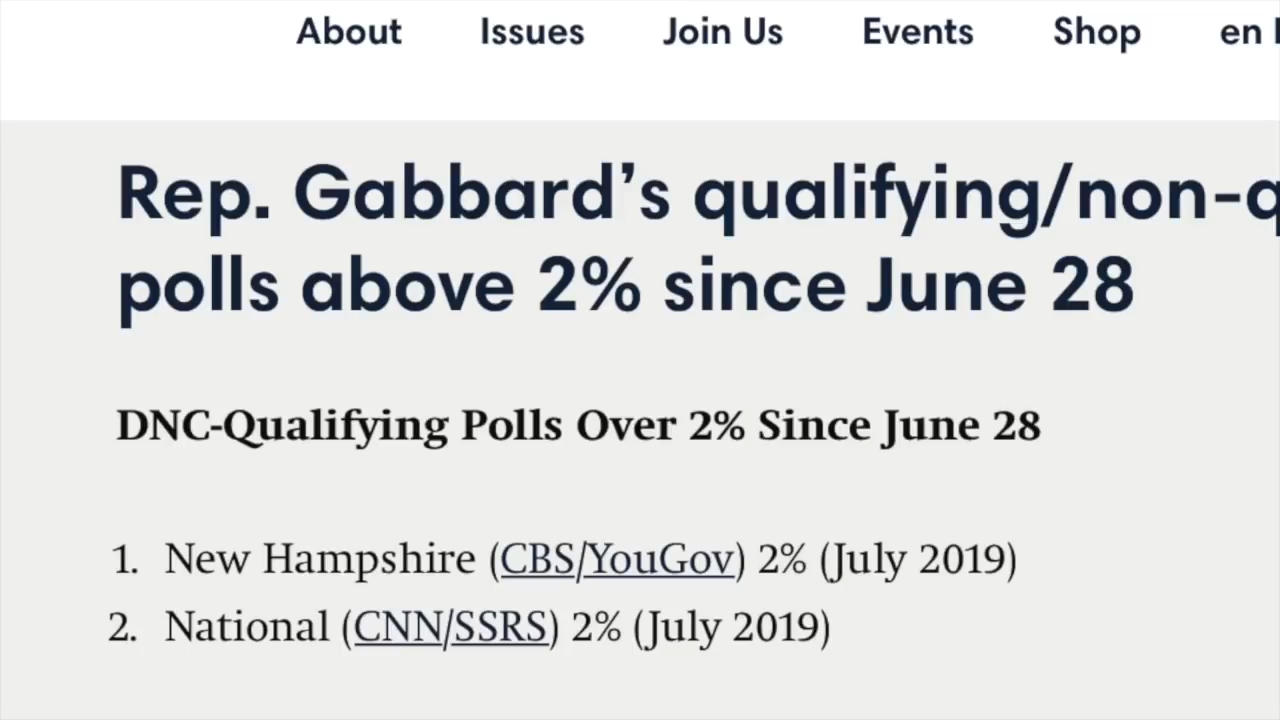 About Issues Join Us Events Shop en
Rep. Gabbard’s qualifying/non-q
polls above 2% since June 28
DNC-Qualifying Polls Over 2% Since June 28
1. New Hampshire (CBS/YouGov) 2% (July 2019)
2. National (CNN/SSRS) 2% (July 2019)